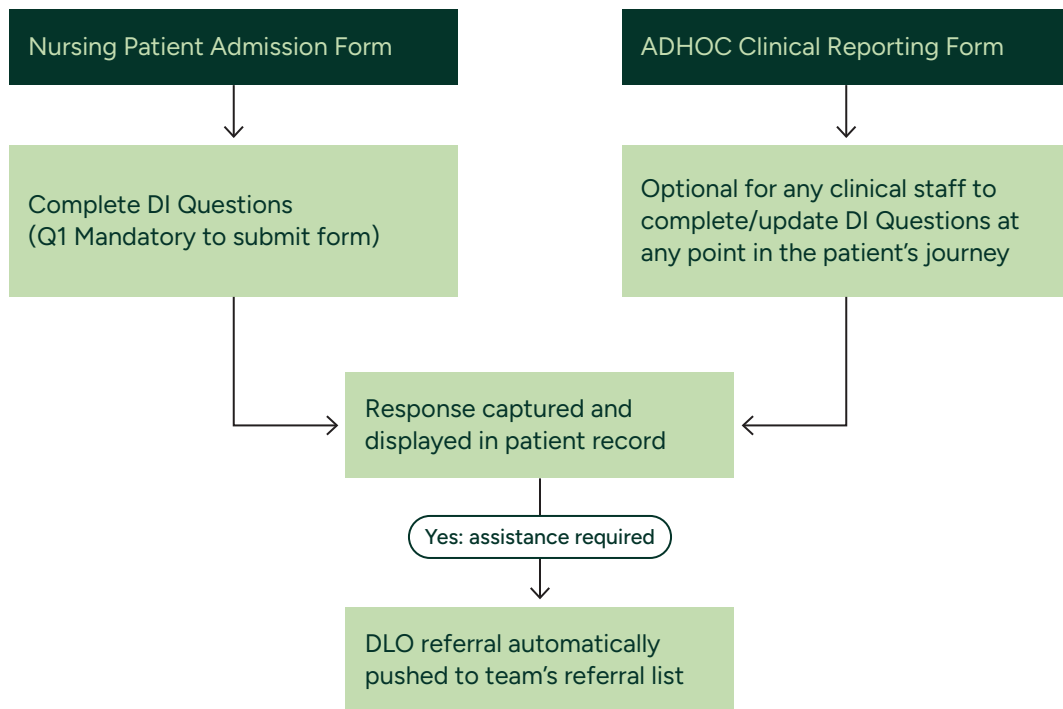 Nursing Patient Admission Form
ADHOC Clinical Reporting Form
Complete DI Questions
(Q1 Mandatory to submit form)
Optional for any clinical staff to
complete/update DI Questions at
any point in the patient’s journey
Response captured and
displayed in patient record
Yes: assistance required
DLO referral automatically
pushed to team’s referral list